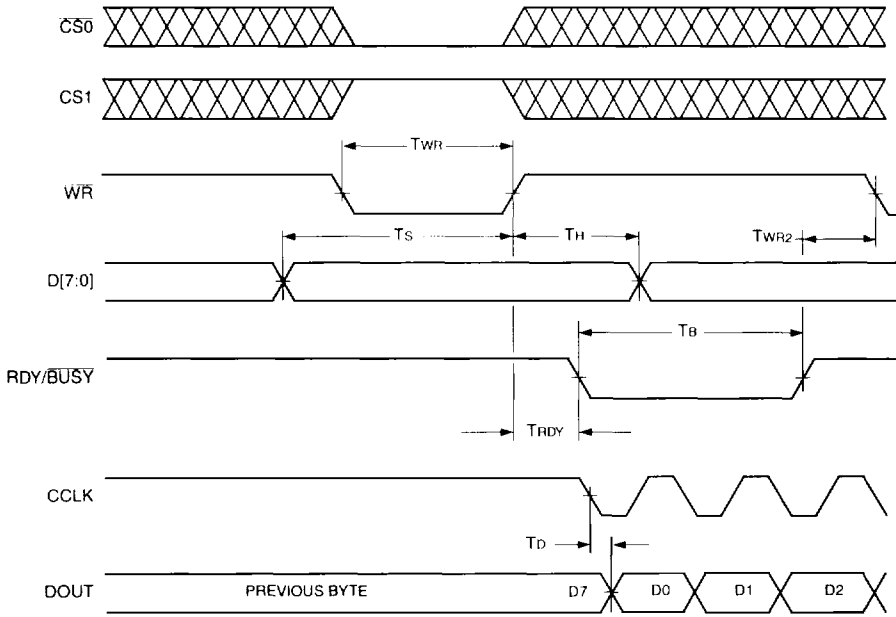 CS0
CS1
TWR
WR
TS
TH
TWR2
D[7:0]
TB
RDY/BUSY
TRDY
CCLK
TD
DOUT
PREVIOUS BYTE
D7
D0
D1
D2